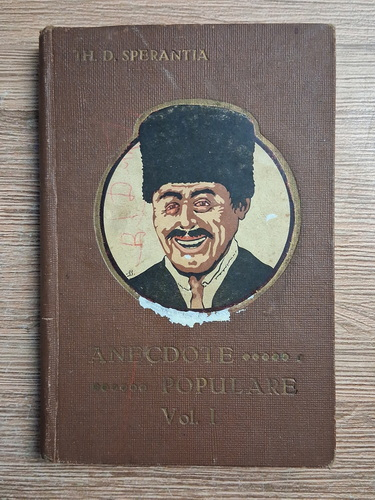 TH. D. SPERANTIA
ANECDOTE
POPULARE
Vol. I